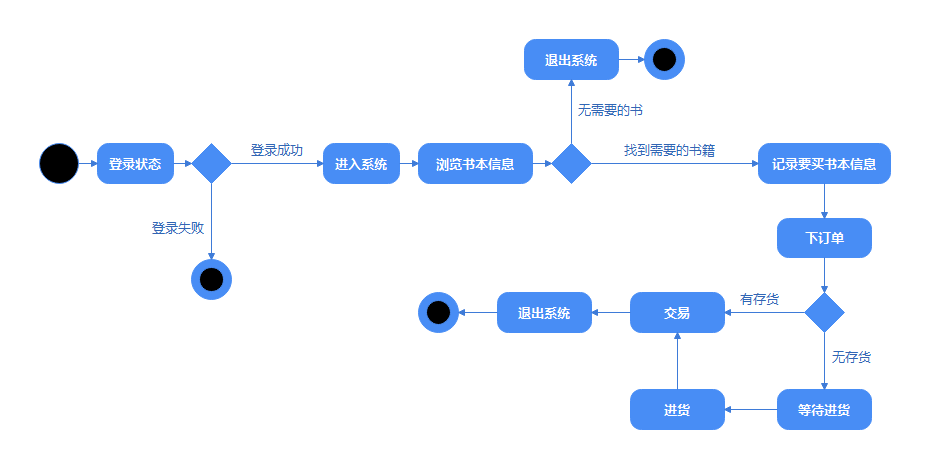 退出系统
无需要的书
登录状态
登录成功
进入系统
浏览书本信息
找到需要的书籍
记录要买书本信息
登录失败
下订单
退出系统
交易
有存货
无存货
进货
等待进货